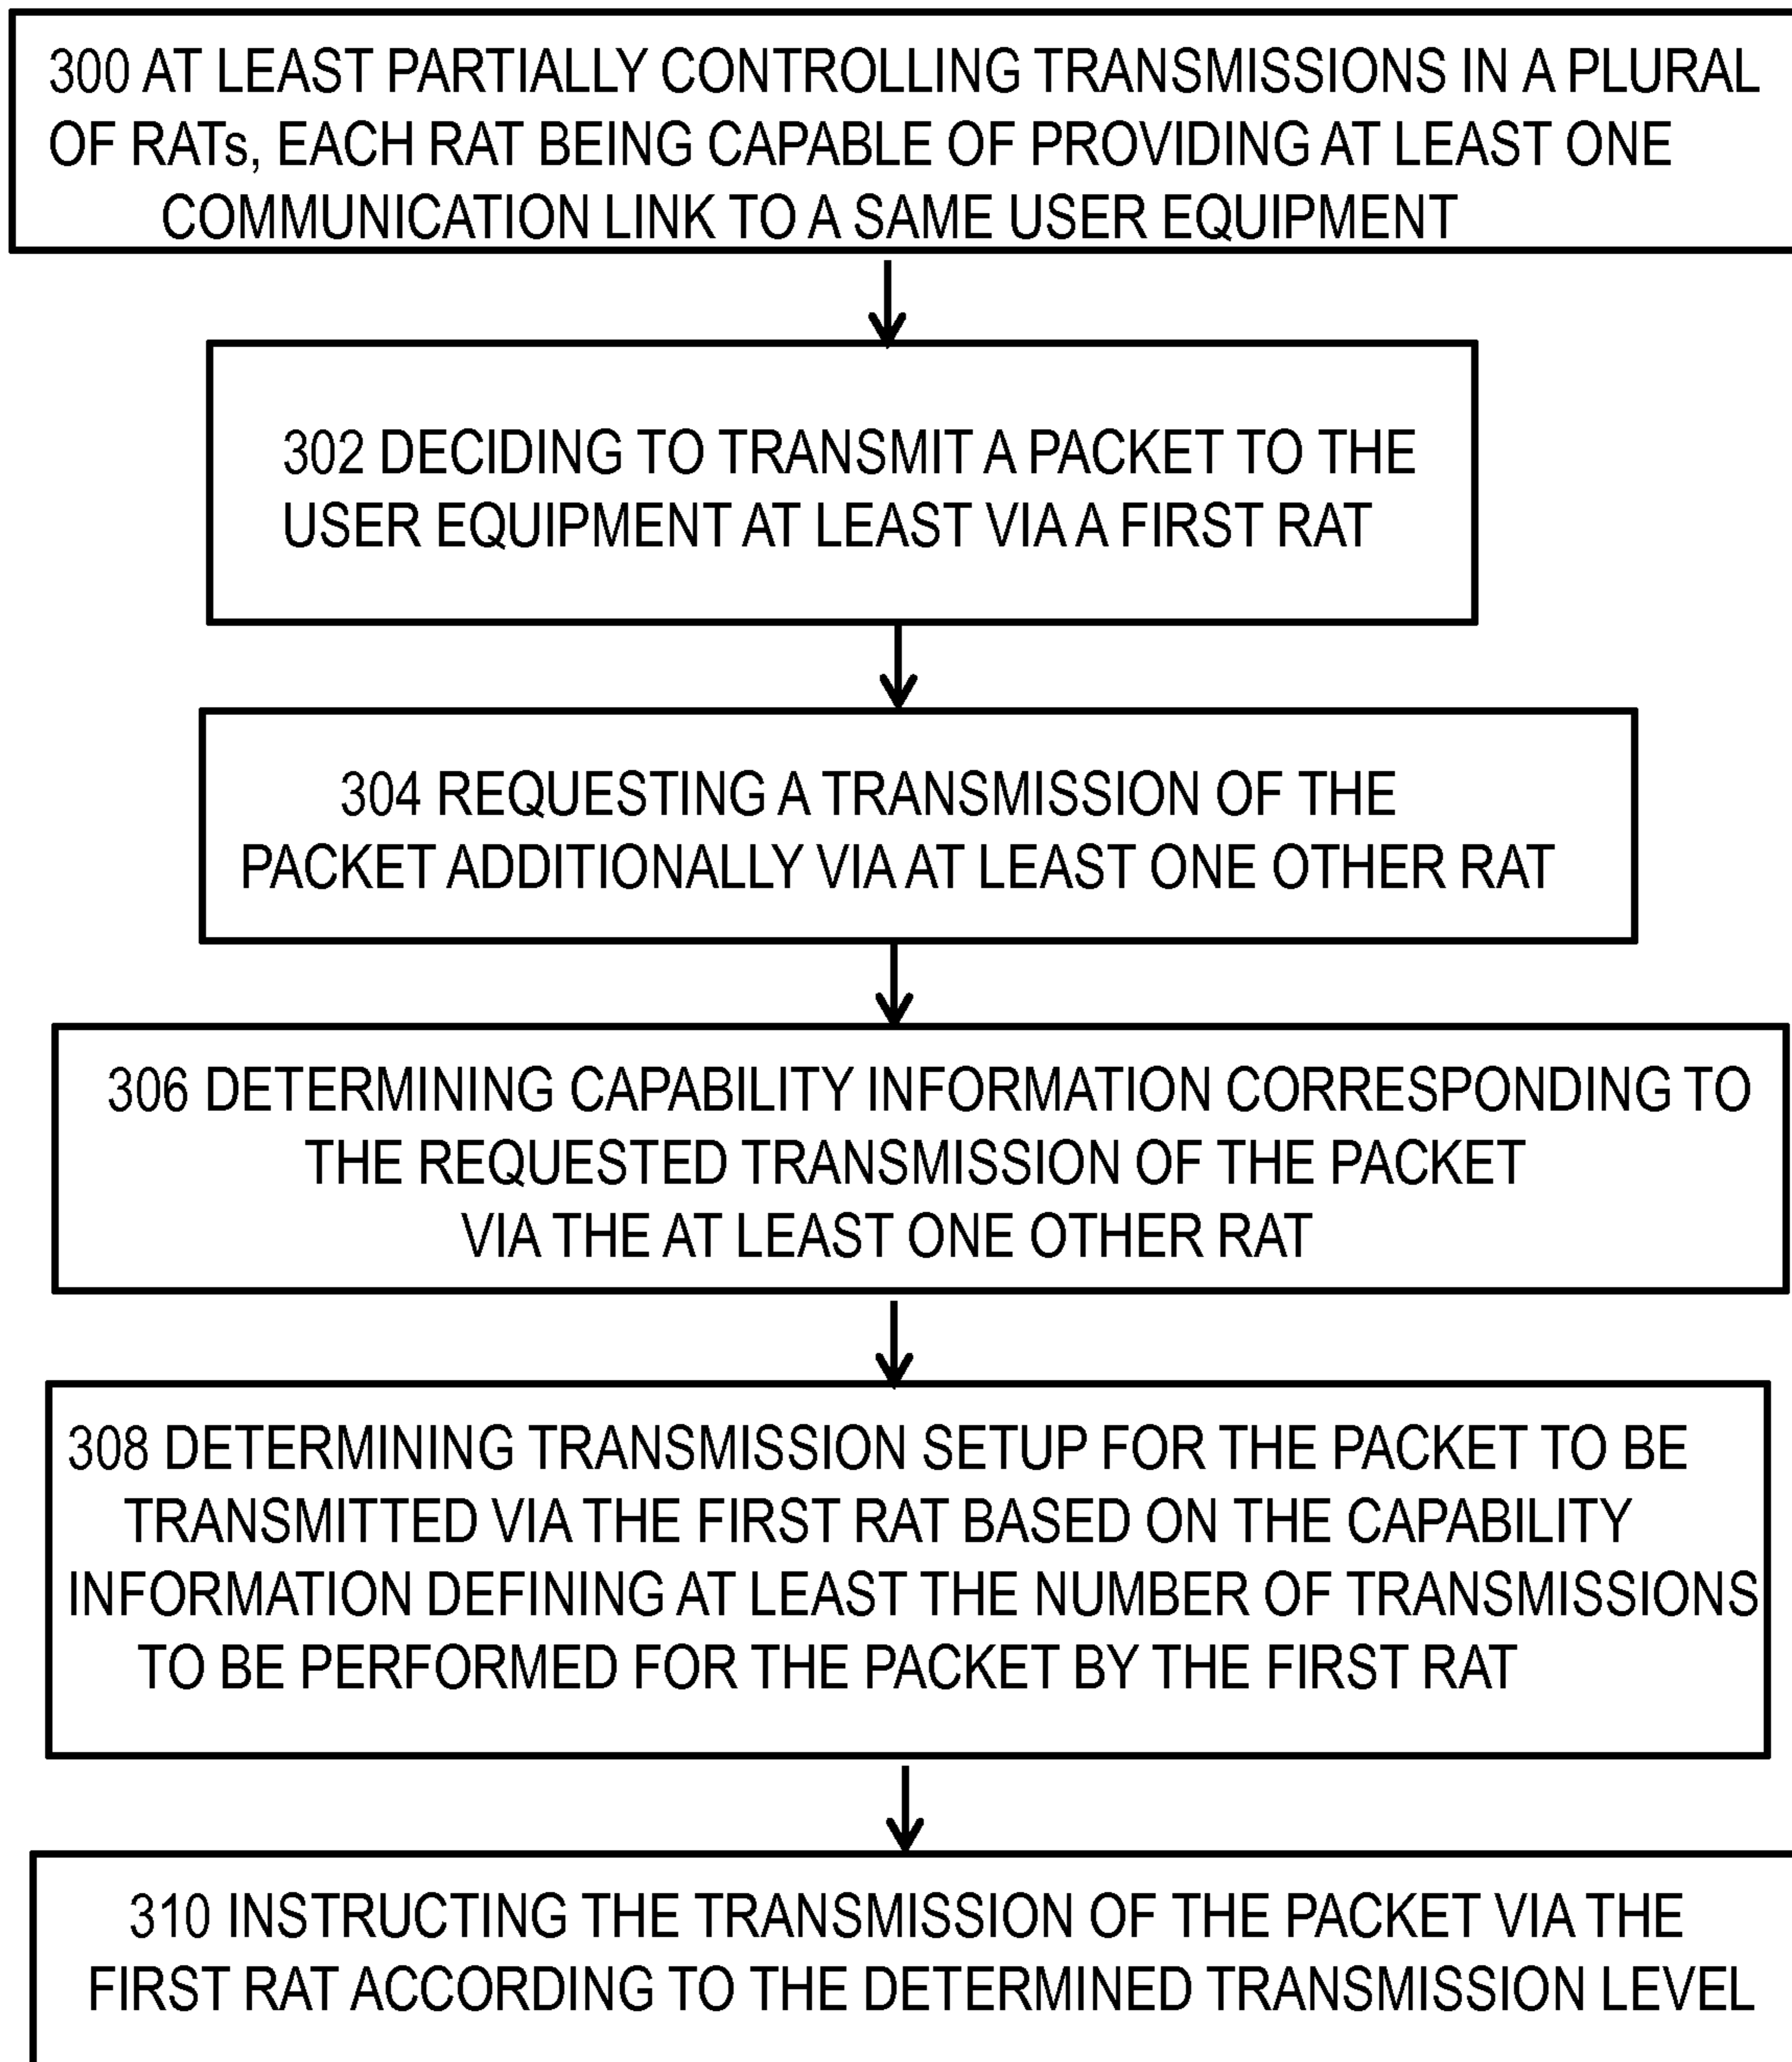 300 AT LEAST PARTIALLY CONTROLLING TRANSMISSIONS IN A PLURAL
OF RATs, EACH RAT BEING CAPABLE OF PROVIDING AT LEAST ONE
COMMUNICATION LINK TO A SAME USER EQUIPMENT
302 DECIDING TO TRANSMIT A PACKET TO THE
USER EQUIPMENT AT LEAST VIA A FIRST RAT
304 REQUESTING A TRANSMISSION OF THE
PACKET ADDITIONALLY VIA AT LEAST ONE OTHER RAT
306 DETERMINING CAPABILITY INFORMATION CORRESPONDING TO
THE REQUESTED TRANSMISSION OF THE PACKET
VIA THE AT LEAST ONE OTHER RAT
308 DETERMINING TRANSMISSION SETUP FOR THE PACKET TO BE
TRANSMITTED VIA THE FIRST RAT BASED ON THE CAPABILITY
INFORMATION DEFINING AT LEAST THE NUMBER OF TRANSMISSIONS
TO BE PERFORMED FOR THE PACKET BY THE FIRST RAT
310 INSTRUCTING THE TRANSMISSION OF THE PACKET VIA THE
FIRST RAT ACCORDING TO THE DETERMINED TRANSMISSION LEVEL